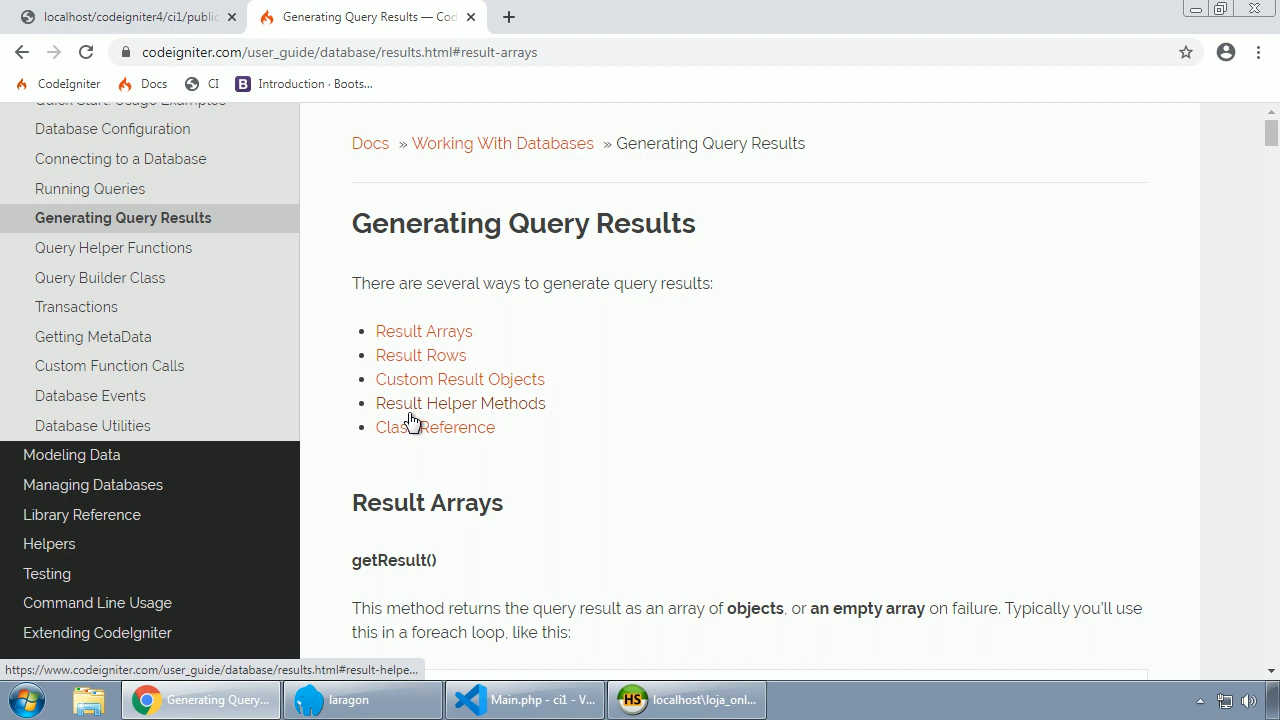 localhost/codeigniter4/ci1/public
Generating Query Results — Cod
codeigniter.com/user_guide/database/results.html#result-arrays
CodeIgniter
Docs
CI
Introduction · Boots...
Quick Start: Usage Examples
Database Configuration
Connecting to a Database
Running Queries
Generating Query Results
Query Helper Functions
Query Builder Class
Transactions
Getting MetaData
Custom Function Calls
Database Events
Database Utilities
Modeling Data
Managing Databases
Library Reference
Helpers
Testing
Command Line Usage
Extending CodeIgniter
Docs » Working With Databases » Generating Query Results
Generating Query Results
There are several ways to generate query results:
• Result Arrays
• Result Rows
• Custom Result Objects
• Result Helper Methods
• Class Reference
Result Arrays
getResult()
This method returns the query result as an array of objects, or an empty array on failure. Typically you'll use
this in a foreach loop, like this:
https://www.codeigniter.com/user_guide/database/results.html#result-helpe...
Generating Query...
laragon
Main.php - ci1 - V...
HS localhost\loja_onl...